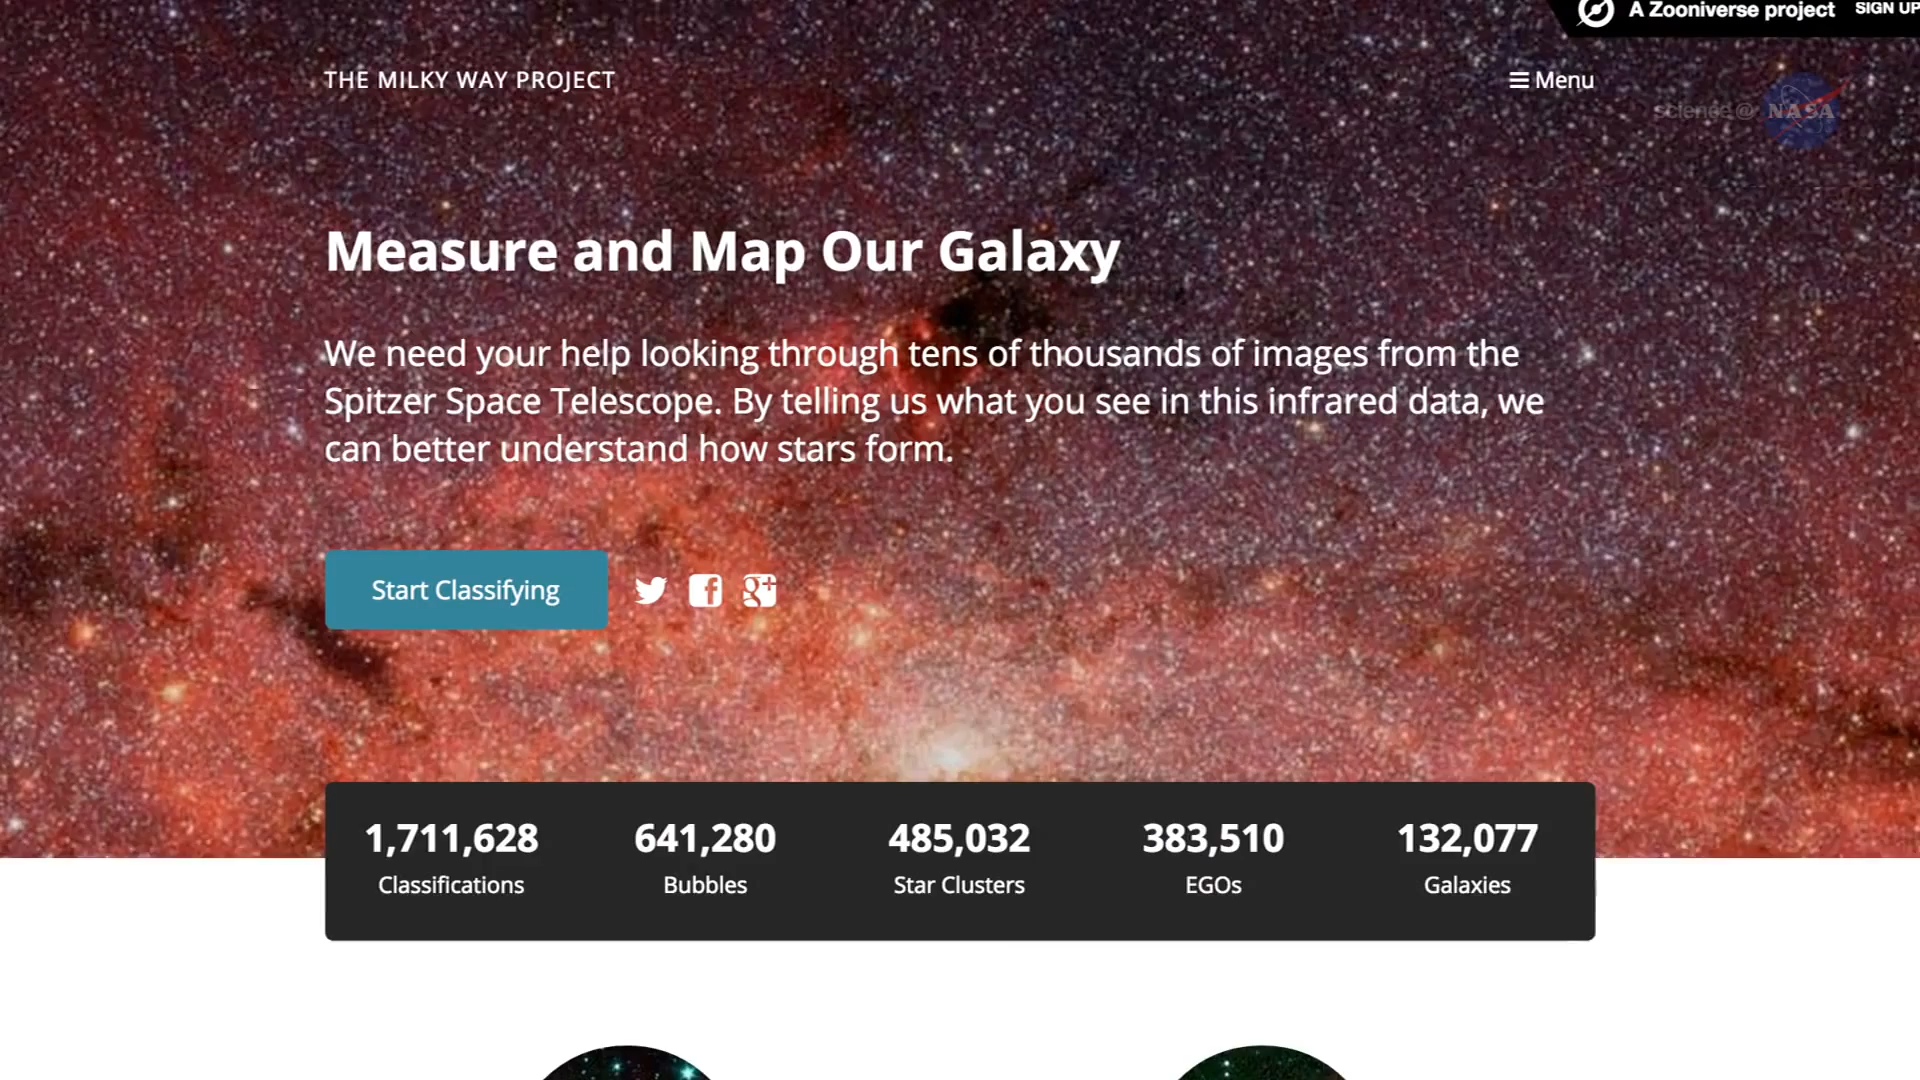 A Zooniverse project SIGN UP
THE MILKY WAY PROJECT
Menu
science@ NASA
Measure and Map Our Galaxy
We need your help looking through tens of thousands of images from the
Spitzer Space Telescope. By telling us what you see in this infrared data, we
can better understand how stars form.
Start Classifying
1,711,628 641,280 485,032 383,510 132,077
Classifications Bubbles Star Clusters EGOs Galaxies